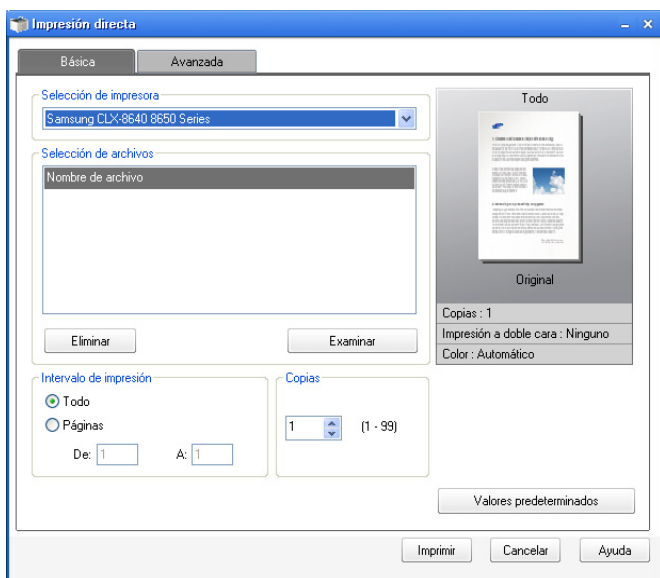 Impresión directa
Básica
Avanzada
Selección de impresora
Samsung CLX-8640 8650 Series
Selección de archivos
Nombre de archivo
Eliminar
Examinar
Intervalo de impresión
Todo
Páginas
De: 1 A: 1
Copias
1 (1 - 99)
Todo
Original
Copias : 1
Impresión a doble cara : Ninguno
Color : Automático
Valores predeterminados
Imprimir
Cancelar
Ayuda